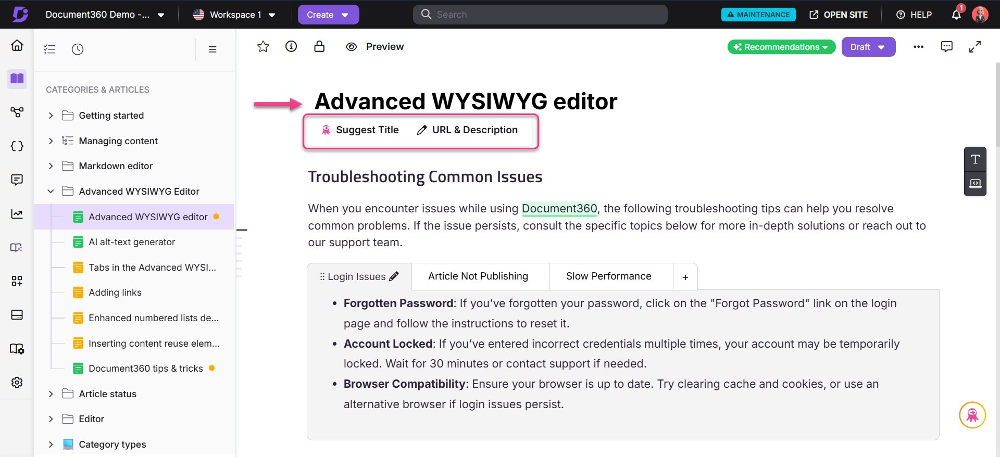 Document360 Demo -...
Workspace 1
Create
Search
MAINTENANCE
OPEN SITE
HELP
1
Preview
Recommendations
Draft
CATEGORIES & ARTICLES
Getting started
Managing content
Markdown editor
Advanced WYSIWYG Editor
Advanced WYSIWYG editor
AI alt-text generator
Tabs in the Advanced WYSI...
Adding links
Enhanced numbered lists de...
Inserting content reuse elem...
Document360 tips & tricks
Article status
Editor
Category types
Advanced WYSIWYG editor
Suggest Title
URL & Description
Troubleshooting Common Issues
When you encounter issues while using Document360, the following troubleshooting tips can help you resolve
common problems. If the issue persists, consult the specific topics below for more in-depth solutions or reach out to
our support team.
Login Issues
Article Not Publishing
Slow Performance
+
• Forgotten Password: If you’ve forgotten your password, click on the "Forgot Password" link on the login
page and follow the instructions to reset it.
• Account Locked: If you’ve entered incorrect credentials multiple times, your account may be temporarily
locked. Wait for 30 minutes or contact support if needed.
• Browser Compatibility: Ensure your browser is up to date. Try clearing cache and cookies, or use an
alternative browser if login issues persist.
T